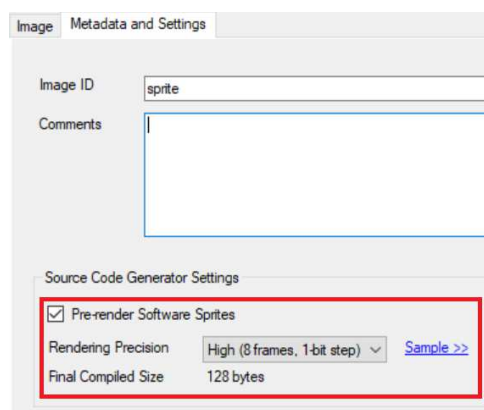 Image Metadata and Settings
Image ID sprite
Comments
Source Code Generator Settings
Pre-render Software Sprites
Rendering Precision High (8 frames, 1-bit step) Sample >>
Final Compiled Size 128 bytes